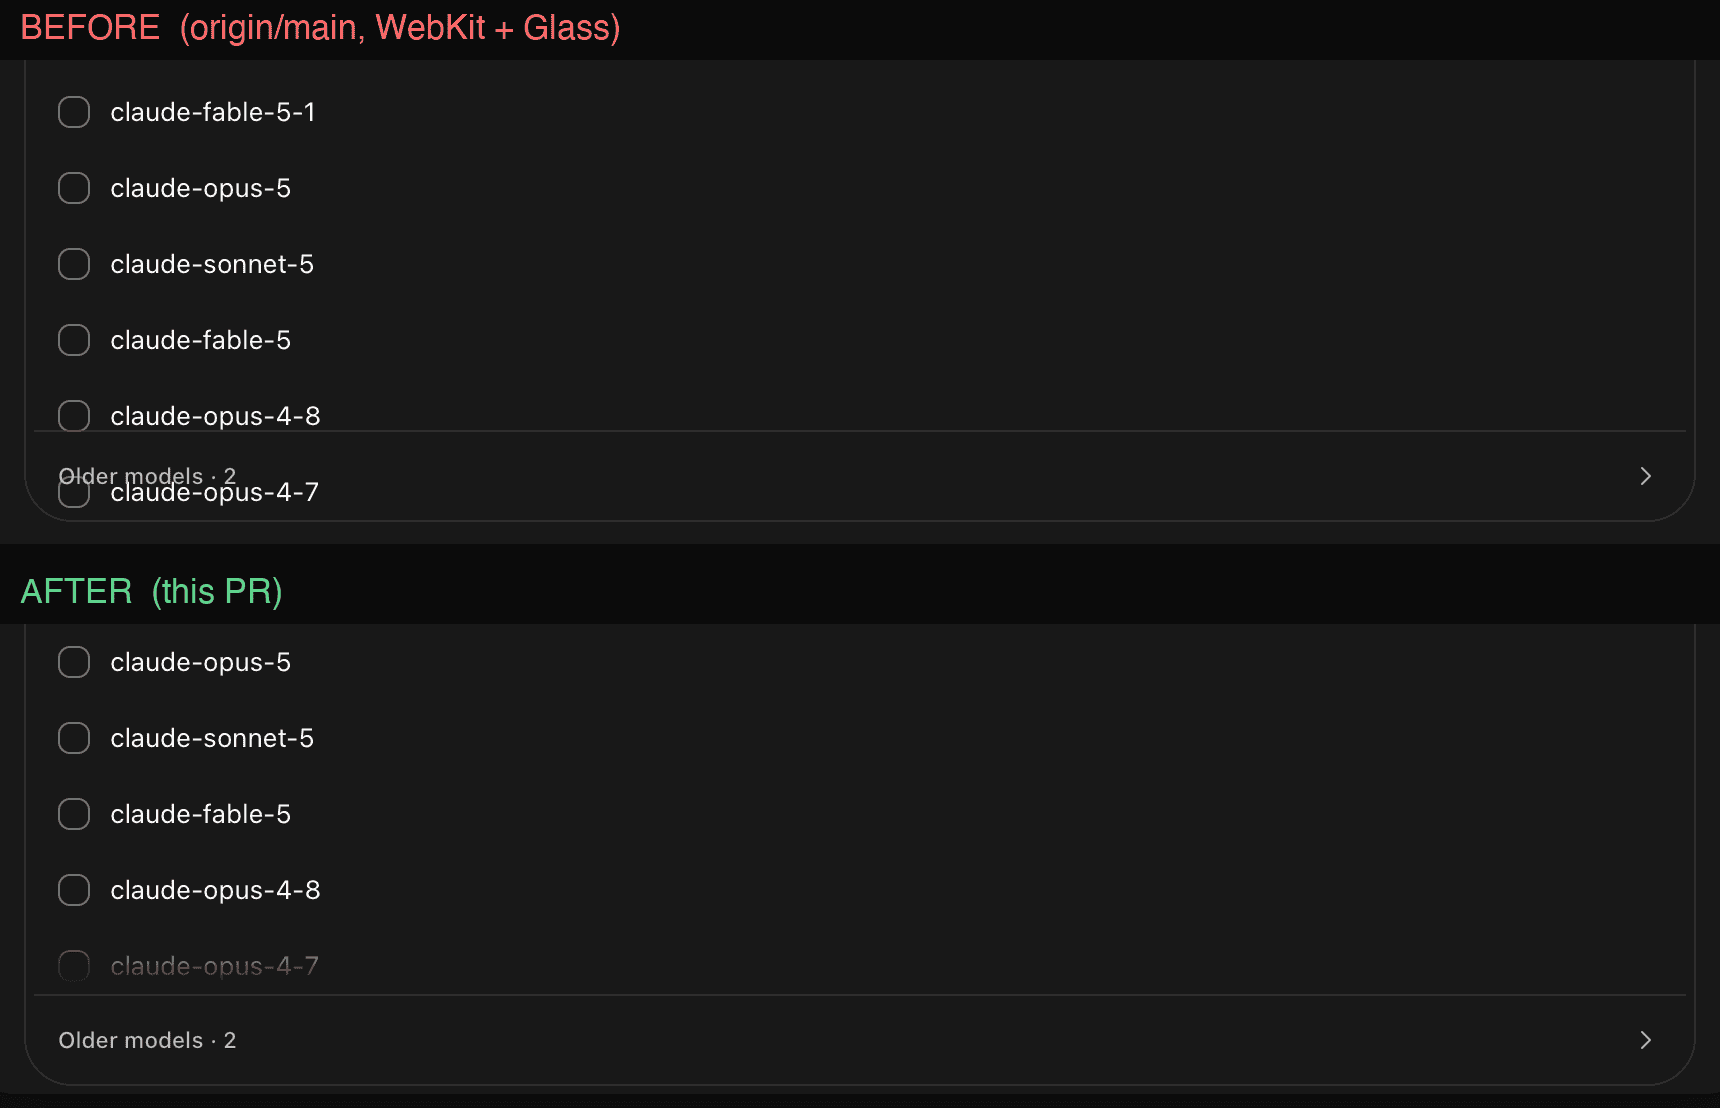 BEFORE (origin/main, WebKit + Glass)
claude-fable-5-1
claude-opus-5
claude-sonnet-5
claude-fable-5
claude-opus-4-8
Older models · 2
claude-opus-4-7
AFTER (this PR)
claude-opus-5
claude-sonnet-5
claude-fable-5
claude-opus-4-8
claude-opus-4-7
Older models · 2